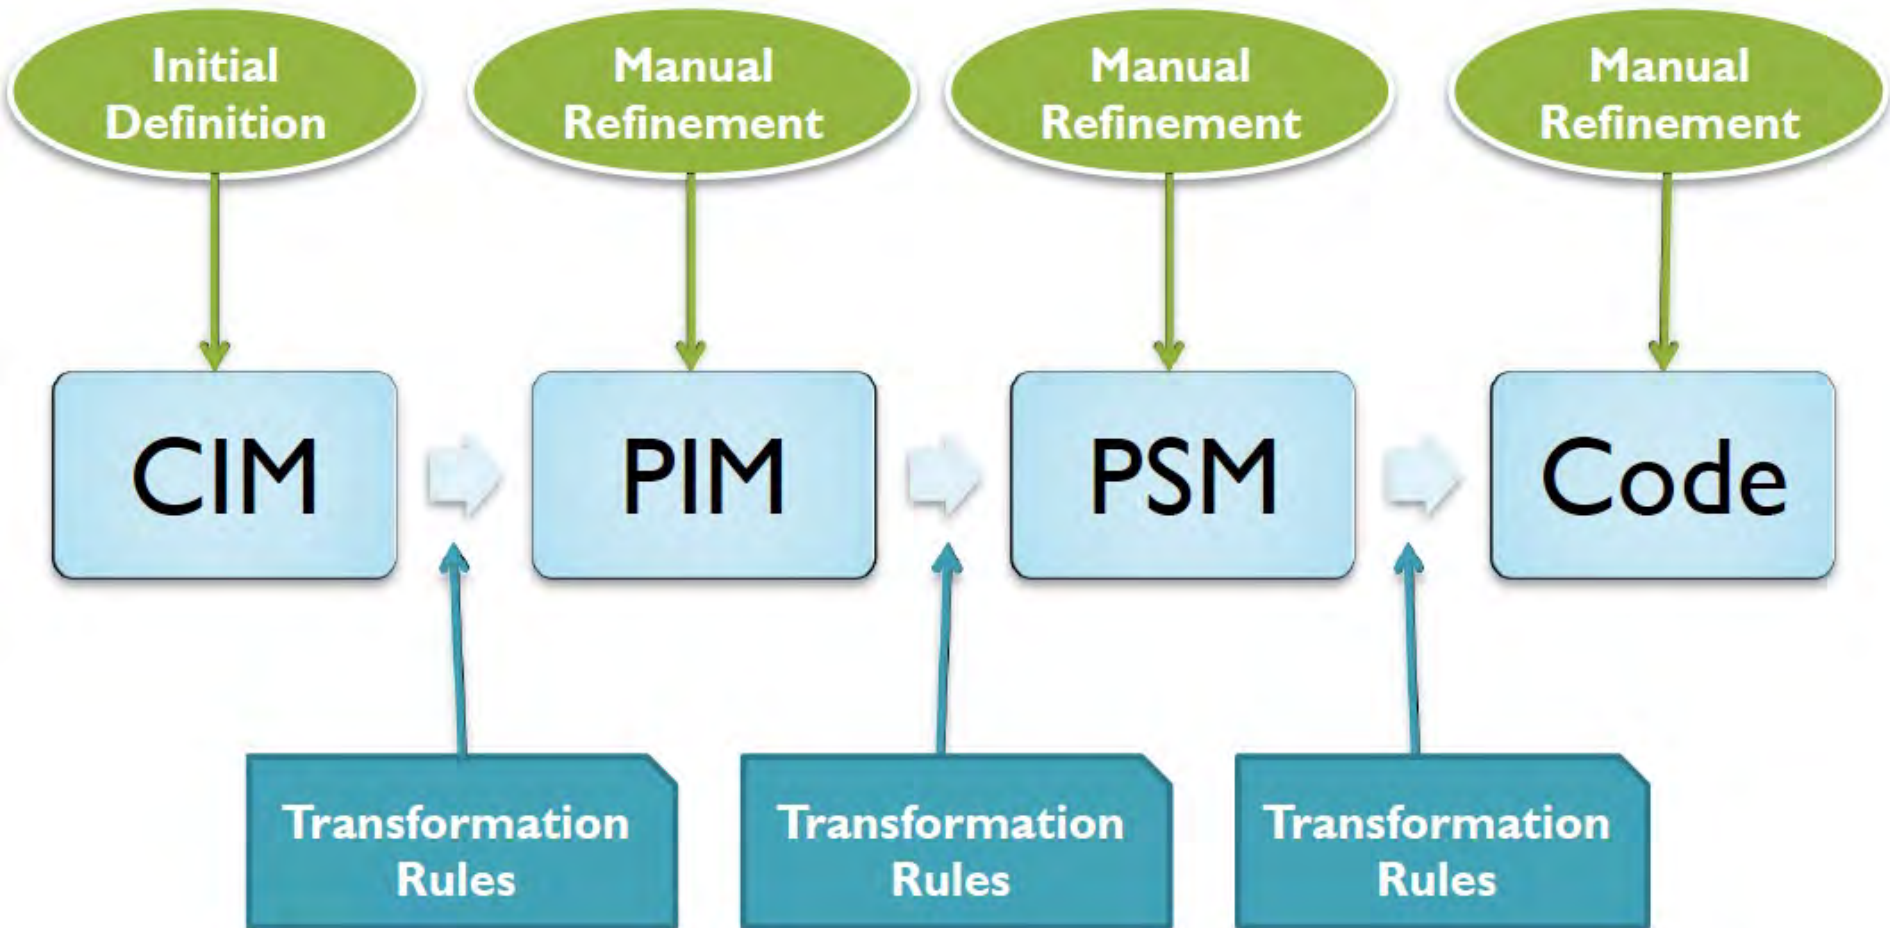 Initial
Definition
Manual
Refinement
Manual
Refinement
Manual
Refinement
CIM
PIM
PSM
Code
Transformation
Rules
Transformation
Rules
Transformation
Rules